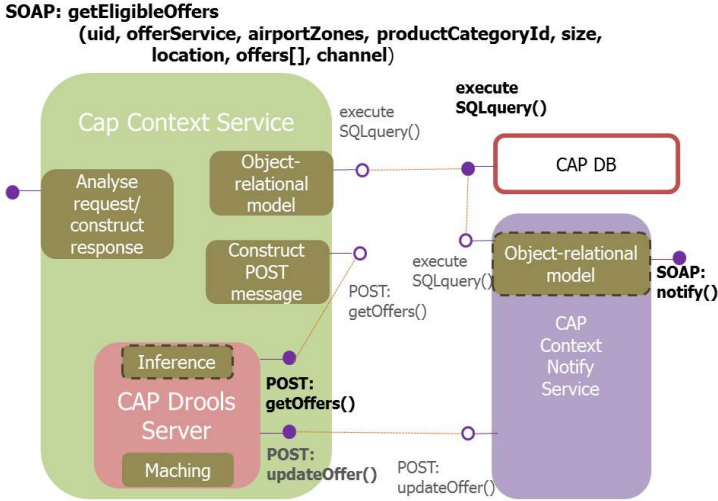 SOAP: getEligibleOffers
(uid, offerService, airportZones, productCategoryId, size,
location, offers[], channel)
Cap Context Service
Analyse
request/
construct
response
Object-
relational
model
Construct
POST
message
execute
SQLquery()
execute
SQLquery()
CAP DB
execute
SQLquery()
Object-relational
model
SOAP:
notify()
POST:
getOffers()
CAP
Context
Notify
Service
Inference
CAP Drools
Server
Maching
POST:
getOffers()
POST:
updateOffer()
POST:
updateOffer()